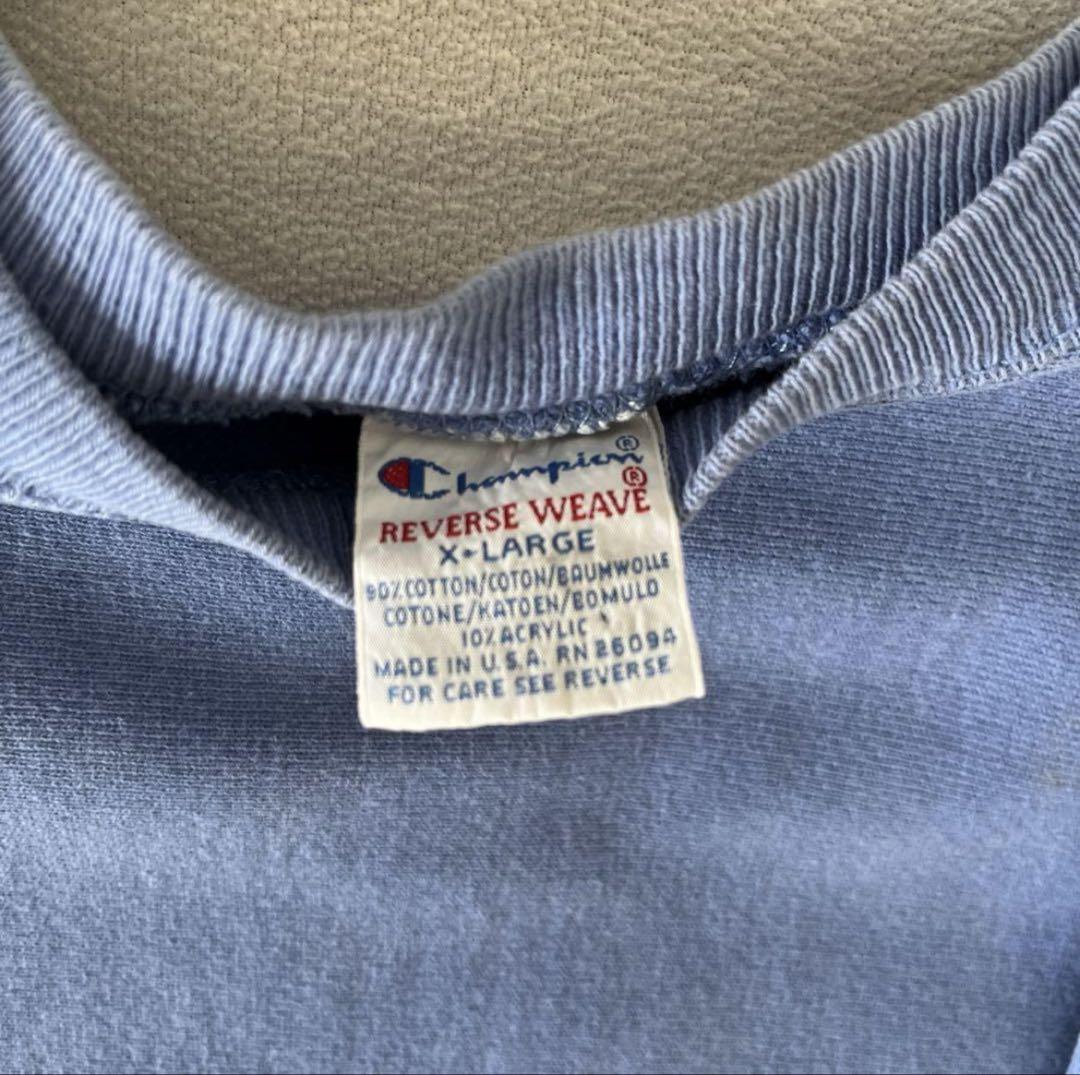 Champion®
REVERSE WEAVE®
X-LARGE
90% COTTON/COTON/BAUMWOLLE
COTONE/KATOEN/BOMULD
10% ACRYLIC
MADE IN U.S.A. RN 26094
FOR CARE SEE REVERSE